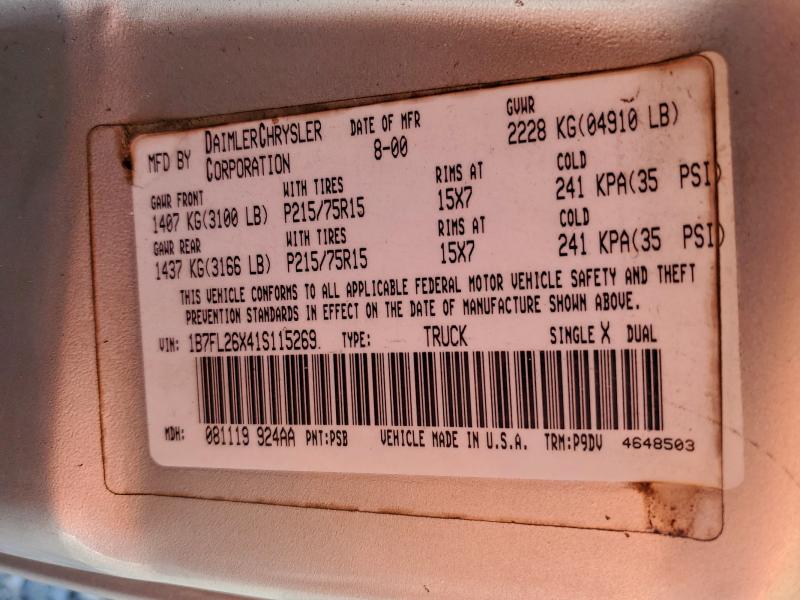 MFD BY DAIMLERCHRYSLER CORPORATION DATE OF MFR 8-00 GVWR 2228 KG(04910 LB)
GAWR FRONT WITH TIRES RIMS AT COLD
1407 KG(3100 LB) P215/75R15 15X7 241 KPA(35 PSI)
GAWR REAR WITH TIRES RIMS AT COLD
1437 KG(3166 LB) P215/75R15 15X7 241 KPA(35 PSI)
THIS VEHICLE CONFORMS TO ALL APPLICABLE FEDERAL MOTOR VEHICLE SAFETY AND THEFT
PREVENTION STANDARDS IN EFFECT ON THE DATE OF MANUFACTURE SHOWN ABOVE.
VIN: 1B7FL26X41S115269 TYPE: TRUCK SINGLE X DUAL
MDH: 081119 924AA PNT:PSB VEHICLE MADE IN U.S.A. TRM:P9DV 4648503